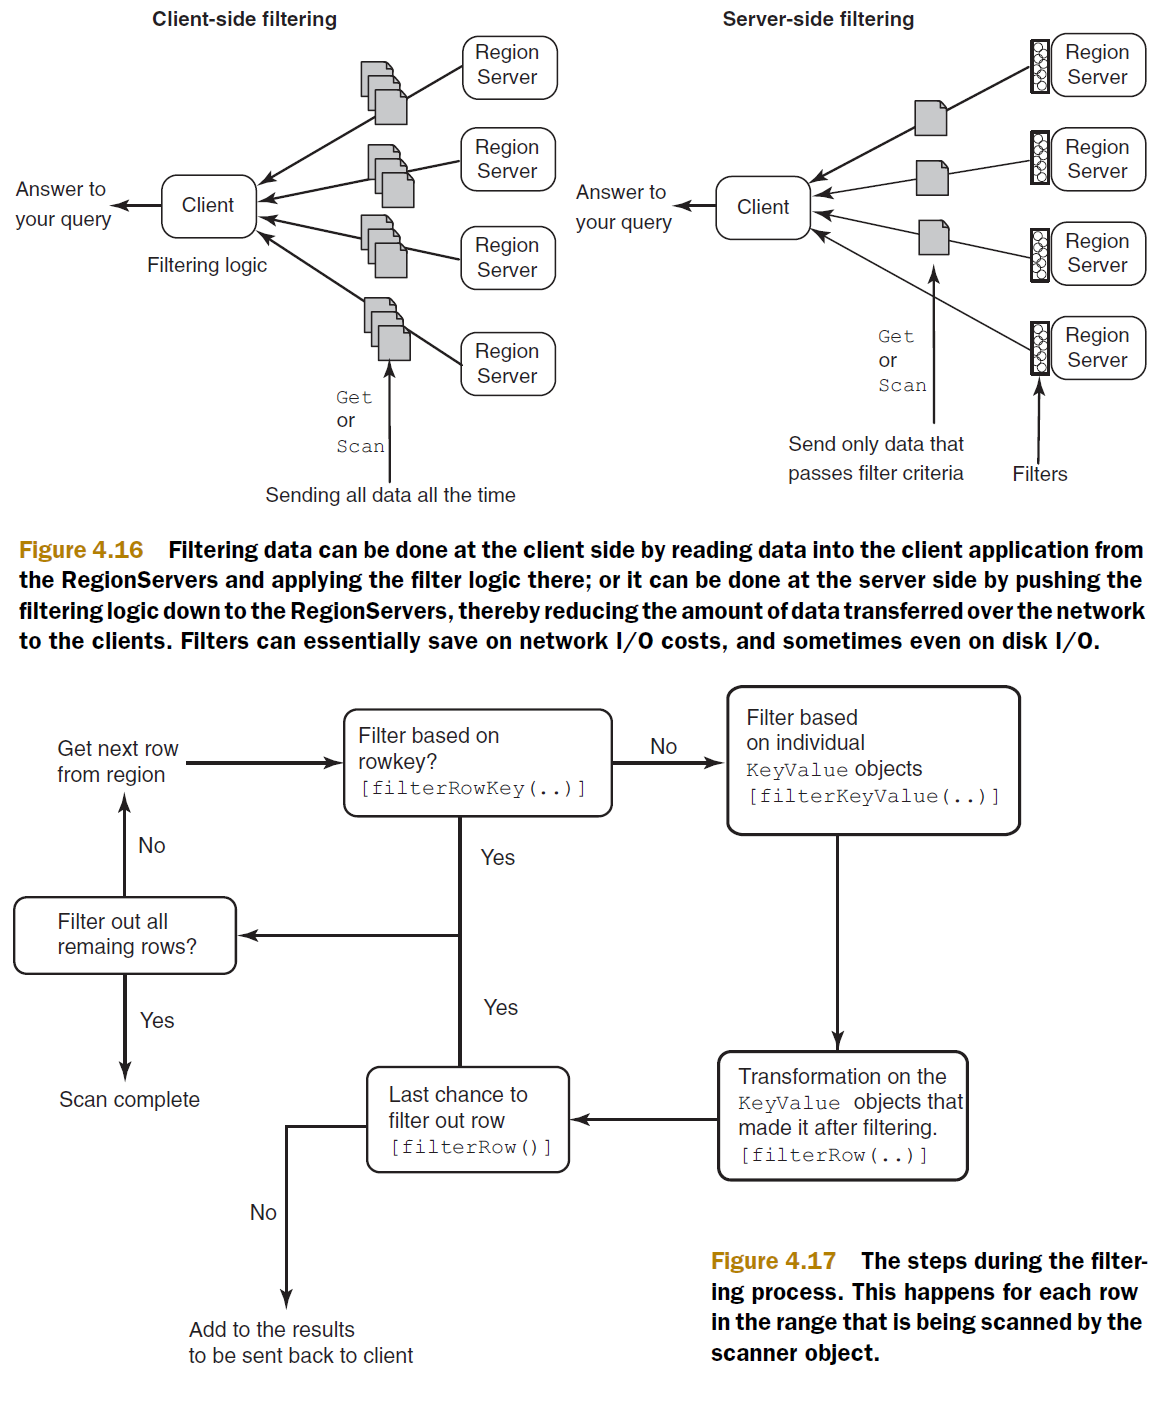 Client-side filtering
Region
Server
Region
Server
Answer to
your query
Client
Filtering logic
Region
Server
Region
Server
Get
or
Scan
Sending all data all the time
Server-side filtering
Region
Server
Region
Server
Answer to
your query
Client
Region
Server
Region
Server
Get
or
Scan
Send only data that
passes filter criteria
Filters
Figure 4.16 Filtering data can be done at the client side by reading data into the client application from
the RegionServers and applying the filter logic there; or it can be done at the server side by pushing the
filtering logic down to the RegionServers, thereby reducing the amount of data transferred over the network
to the clients. Filters can essentially save on network I/O costs, and sometimes even on disk I/O.
Get next row
from region
Filter based on
rowkey?
[filterRowKey(..)]
No
Filter based
on individual
KeyValue objects
[filterKeyValue(..)]
No
Yes
Filter out all
remaing rows?
Yes
Yes
Scan complete
Last chance to
filter out row
[filterRow()]
Transformation on the
KeyValue objects that
made it after filtering.
[filterRow(..)]
No
Add to the results
to be sent back to client
Figure 4.17 The steps during the filter-
ing process. This happens for each row
in the range that is being scanned by the
scanner object.